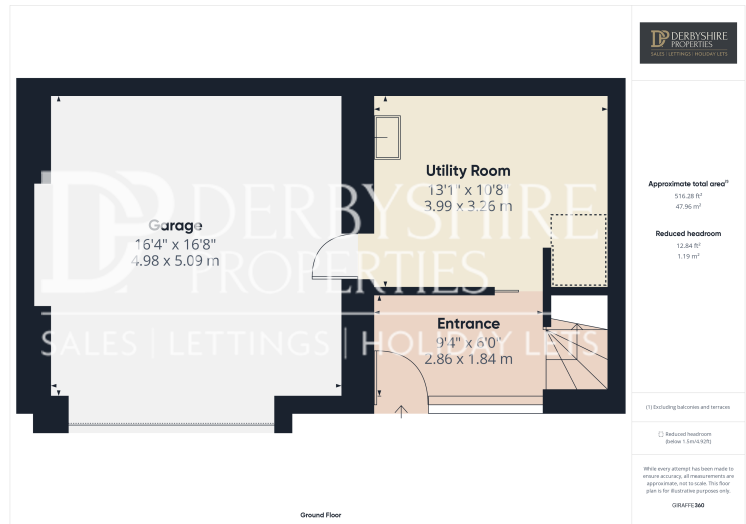 DP DERBYSHIRE
PROPERTIES
SALES | LETTINGS - HOLIDAY LETS
Utility Room
13'1" x 10'8"
3.99 x 3.26 m
Garage
16'4" x 16'8"
4.98 x 5.09 m
Entrance
9'4" x 6'0"
2.86 x 1.84 m
DP DERBYSHIRE
PROPERTIES
SALES | LETTINGS | HOLIDAY LETS
Ground Floor
Approximate total area(1)
516.28 ft²
47.96 m²
Reduced headroom
12.84 ft²
1.19 m²
(1) Excluding balconies and terraces
Reduced headroom
(below 1.5m/4.92ft)
While every attempt has been made to
ensure accuracy, all measurements are
approximate, not to scale. This floor
plan is for illustrative purposes only.
GIRAFFE360